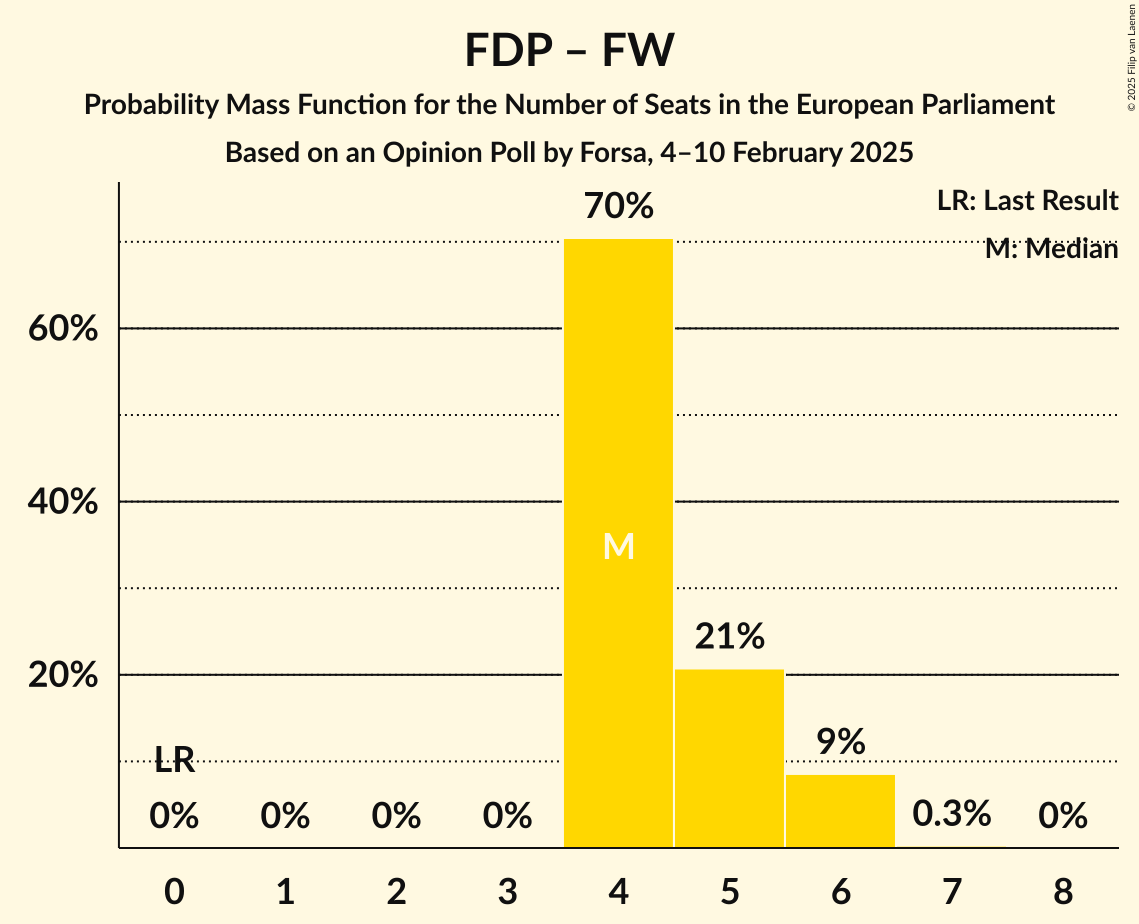 FDP – FW
Probability Mass Function for the Number of Seats in the European Parliament
Based on an Opinion Poll by Forsa, 4–10 February 2025
© 2025 Filip van Laenen
LR: Last Result
M: Median
70%
60%
40%
M
21%
20%
9%
LR
0% 0% 0% 0% 0.3% 0%
0 1 2 3 4 5 6 7 8